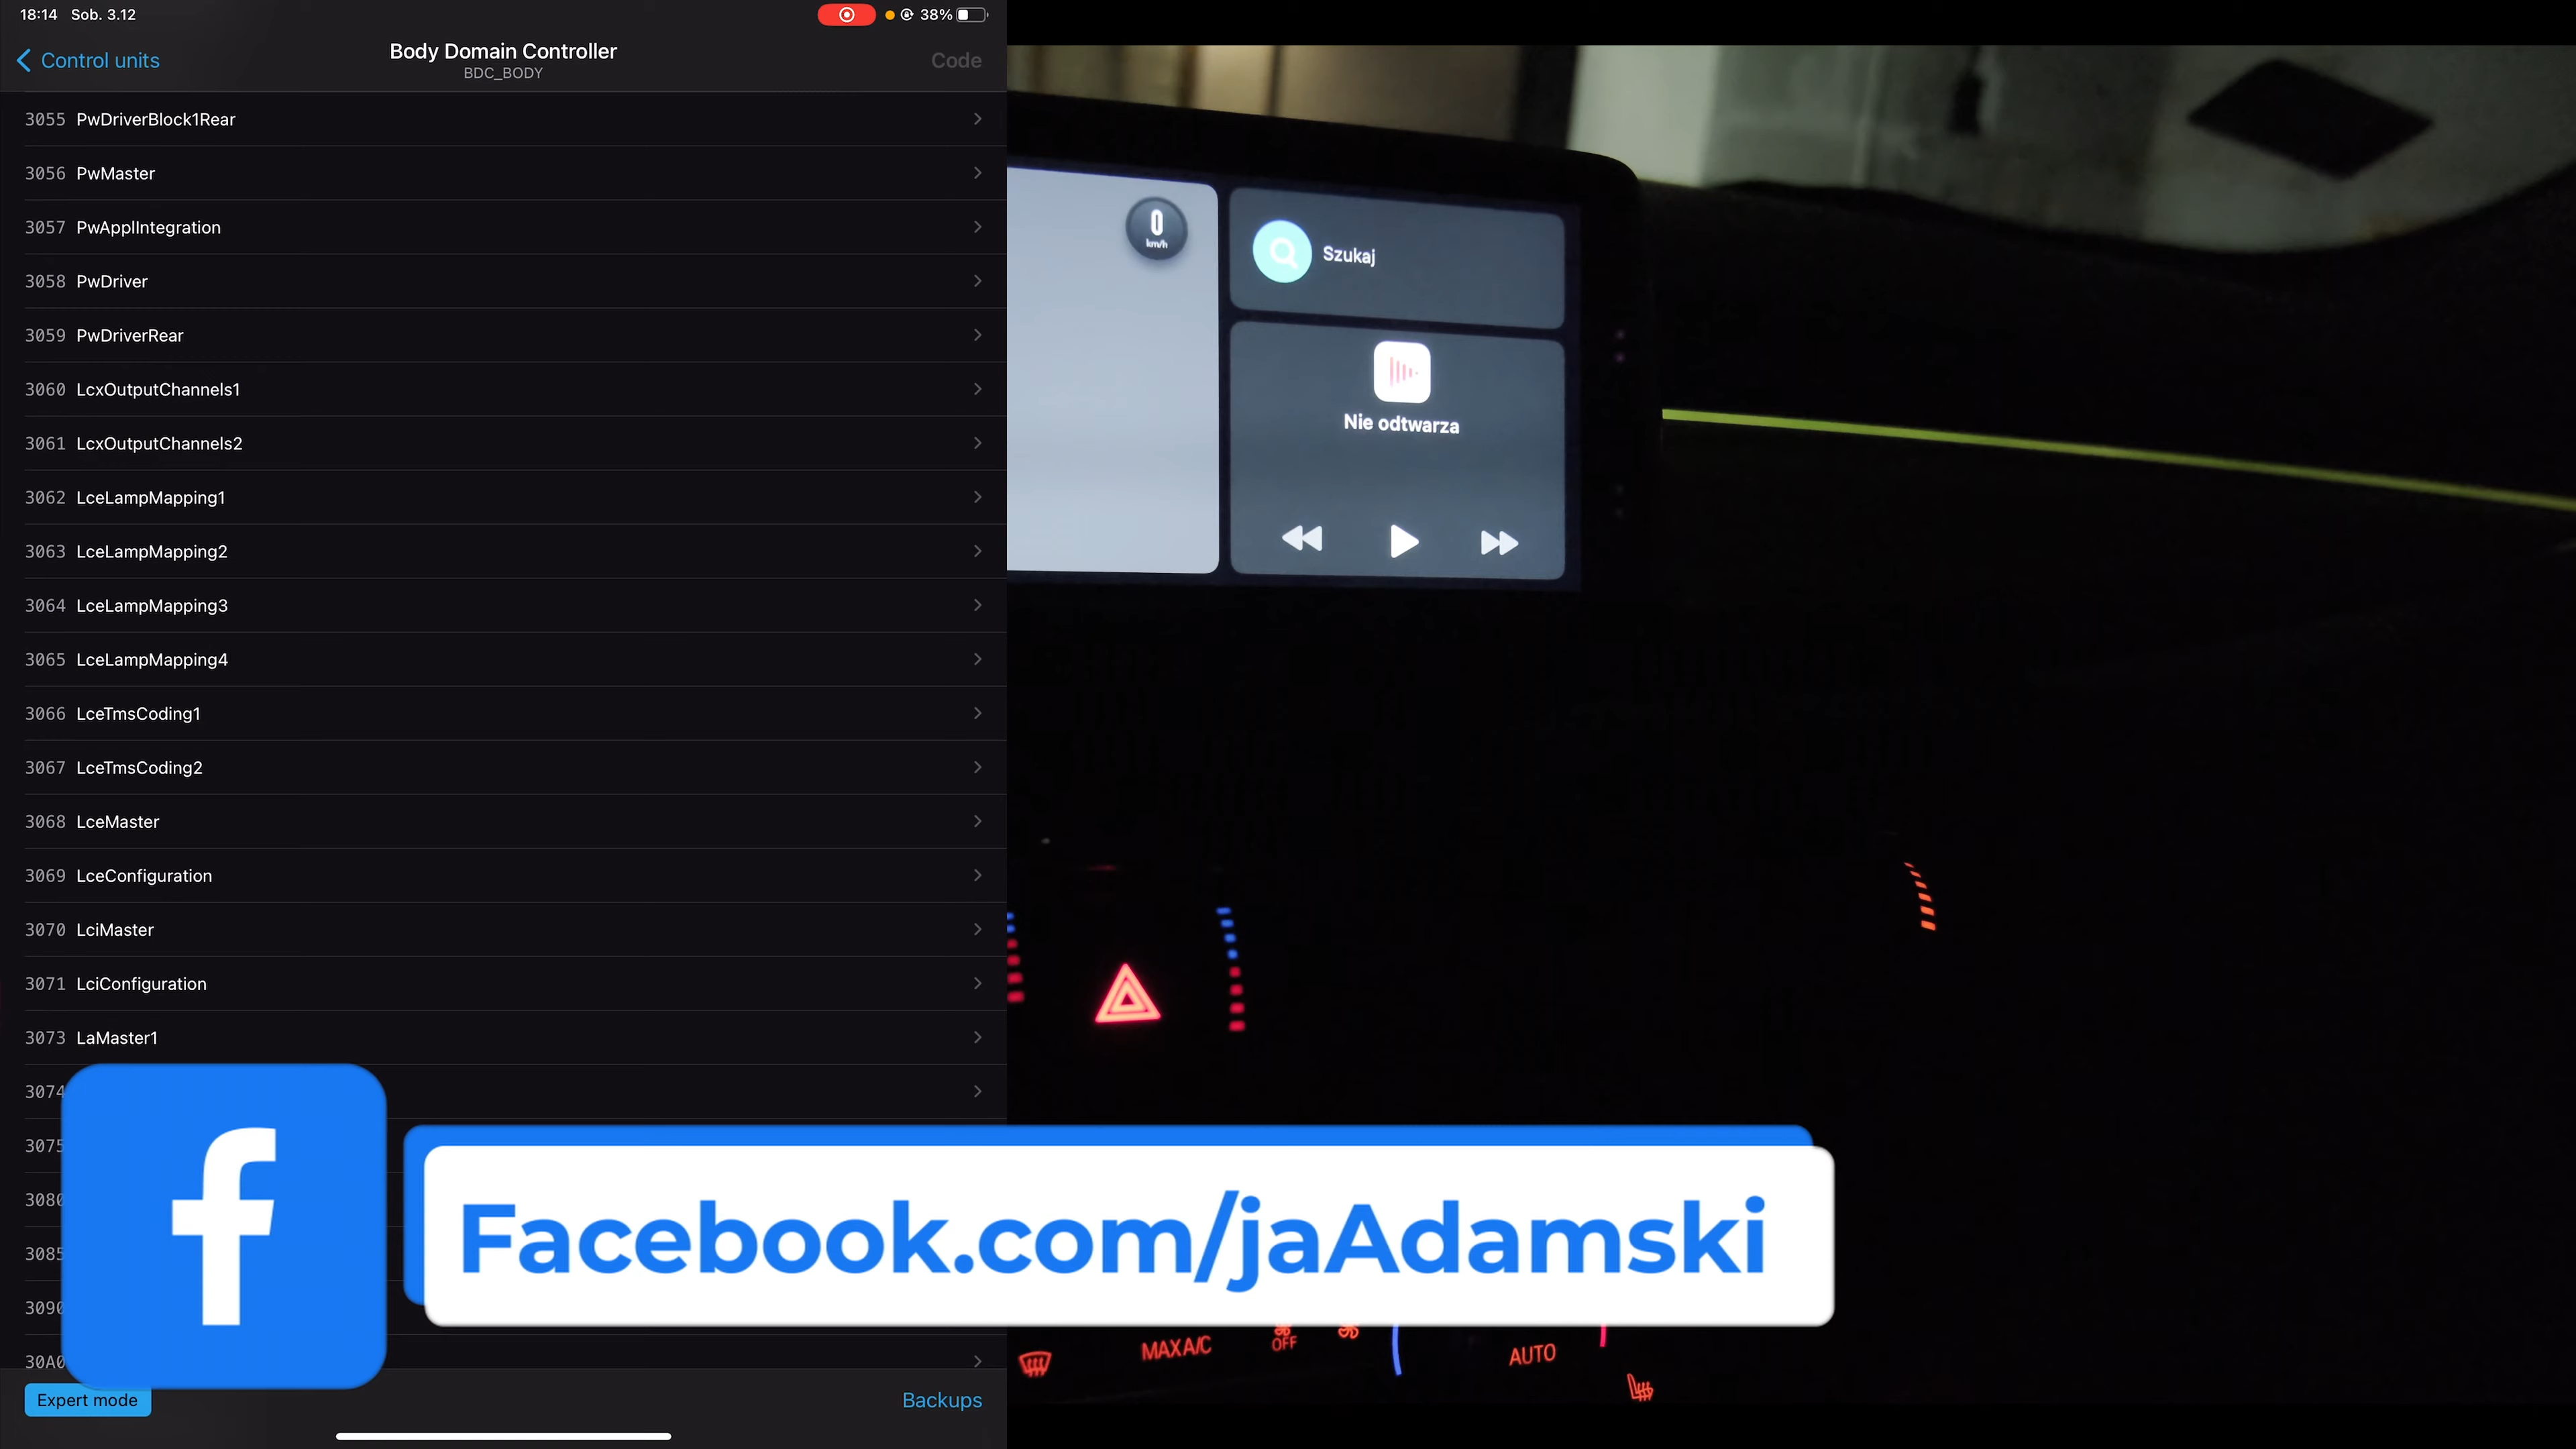 18:14 Sob. 3.12
38%
Control units
Body Domain Controller
BDC_BODY
Code
3055 PwDriverBlock1Rear
3056 PwMaster
3057 PwApplIntegration
3058 PwDriver
3059 PwDriverRear
3060 LcxOutputChannels1
3061 LcxOutputChannels2
3062 LceLampMapping1
3063 LceLampMapping2
3064 LceLampMapping3
3065 LceLampMapping4
3066 LceTmsCoding1
3067 LceTmsCoding2
3068 LceMaster
3069 LceConfiguration
3070 LciMaster
3071 LciConfiguration
3073 LaMaster1
3074
3075
3080
3085
3090
30A0
Expert mode
Backups
0
km/h
Szukaj
Nie odtwarza
Facebook.com/jaAdamski
MAX A/C
OFF
AUTO